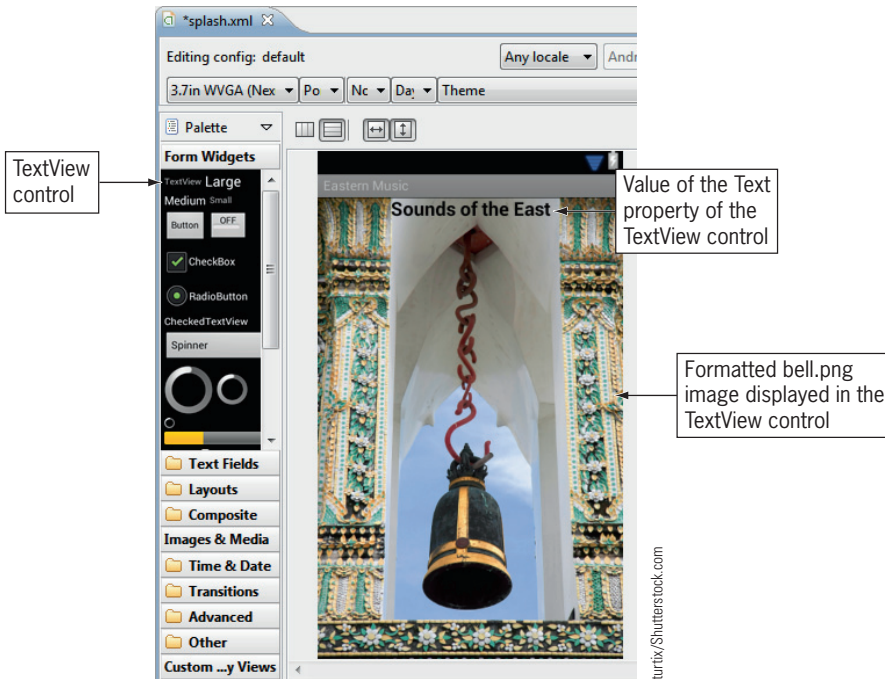 *splash.xml
Editing config: default
Any locale
Andr
3.7in WVGA (Nex
Po
Nc
Day
Theme
Palette
Form Widgets
TextView Large
Medium Small
Button
OFF
CheckBox
RadioButton
CheckedTextView
Spinner
Text Fields
Layouts
Composite
Images & Media
Time & Date
Transitions
Advanced
Other
Custom ...y Views
TextView
control
Eastern Music
Sounds of the East
Value of the Text
property of the
TextView control
Formatted bell.png
image displayed in the
TextView control
turtix/Shutterstock.com